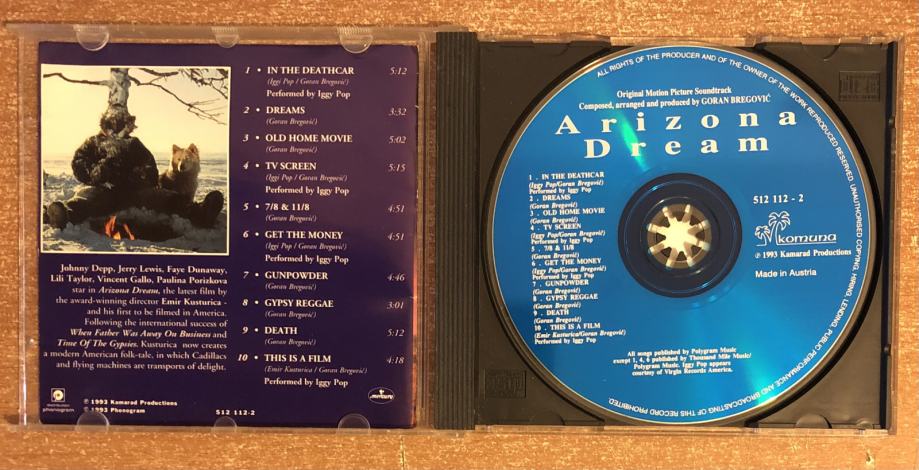 1 • IN THE DEATHCAR 5:12
(Iggi Pop / Goran Bregović)
Performed by Iggy Pop
2 • DREAMS 3:32
(Goran Bregović)
3 • OLD HOME MOVIE 5:02
(Goran Bregović)
4 • TV SCREEN 5:15
(Iggi Pop / Goran Bregović)
Performed by Iggy Pop
5 • 7/8 & 11/8 4:51
(Goran Bregović)
6 • GET THE MONEY 4:51
(Iggi Pop / Goran Bregović)
Performed by Iggy Pop
7 • GUNPOWDER 4:46
(Goran Bregović)
8 • GYPSY REGGAE 3:01
(Goran Bregović)
9 • DEATH 5:12
(Goran Bregović)
10 • THIS IS A FILM 4:18
(Emir Kusturica / Goran Bregović)
Performed by Iggy Pop
Johnny Depp, Jerry Lewis, Faye Dunaway,
Lili Taylor, Vincent Gallo, Paulina Porizkova
star in Arizona Dream, the latest film by
the award-winning director Emir Kusturica -
and his first to be filmed in America.
Following the international success of
When Father Was Away On Business and
Time Of The Gypsies. Kusturica now creates
a modern American folk-tale, in which Cadillacs
and flying machines are transports of delight.
phonogram
℗ 1993 Kamarad Productions
© 1993 Phonogram
512 112-2
mercury
ALL RIGHTS OF THE PRODUCER AND OF THE OWNER OF THE WORK REPRODUCED RESERVED. UNAUTHORISED COPYING, HIRING, LENDING, PUBLIC PERFORMANCE AND BROADCASTING OF THIS RECORD PROHIBITED.
Original Motion Picture Soundtrack
Composed, arranged and produced by GORAN BREGOVIĆ
Arizona
Dream
1 . IN THE DEATHCAR
(Iggy Pop/Goran Bregović)
Performed by Iggy Pop
2 . DREAMS
(Goran Bregović)
3 . OLD HOME MOVIE
(Goran Bregović)
4 . TV SCREEN
(Iggy Pop/Goran Bregović)
Performed by Iggy Pop
5 . 7/8 & 11/8
(Goran Bregović)
6 . GET THE MONEY
(Iggy Pop/Goran Bregović)
Performed by Iggy Pop
7 . GUNPOWDER
(Goran Bregović)
8 . GYPSY REGGAE
(Goran Bregović)
9 . DEATH
(Goran Bregović)
10 . THIS IS A FILM
(Emir Kusturica/Goran Bregović)
Performed by Iggy Pop
512 112 - 2
komuna
℗ 1993 Kamarad Productions
Made in Austria
All songs published by Polygram Music
except 1, 4, 6 published by Thousand Mile Music/
Polygram Music. Iggy Pop appears
courtesy of Virgin Records America.